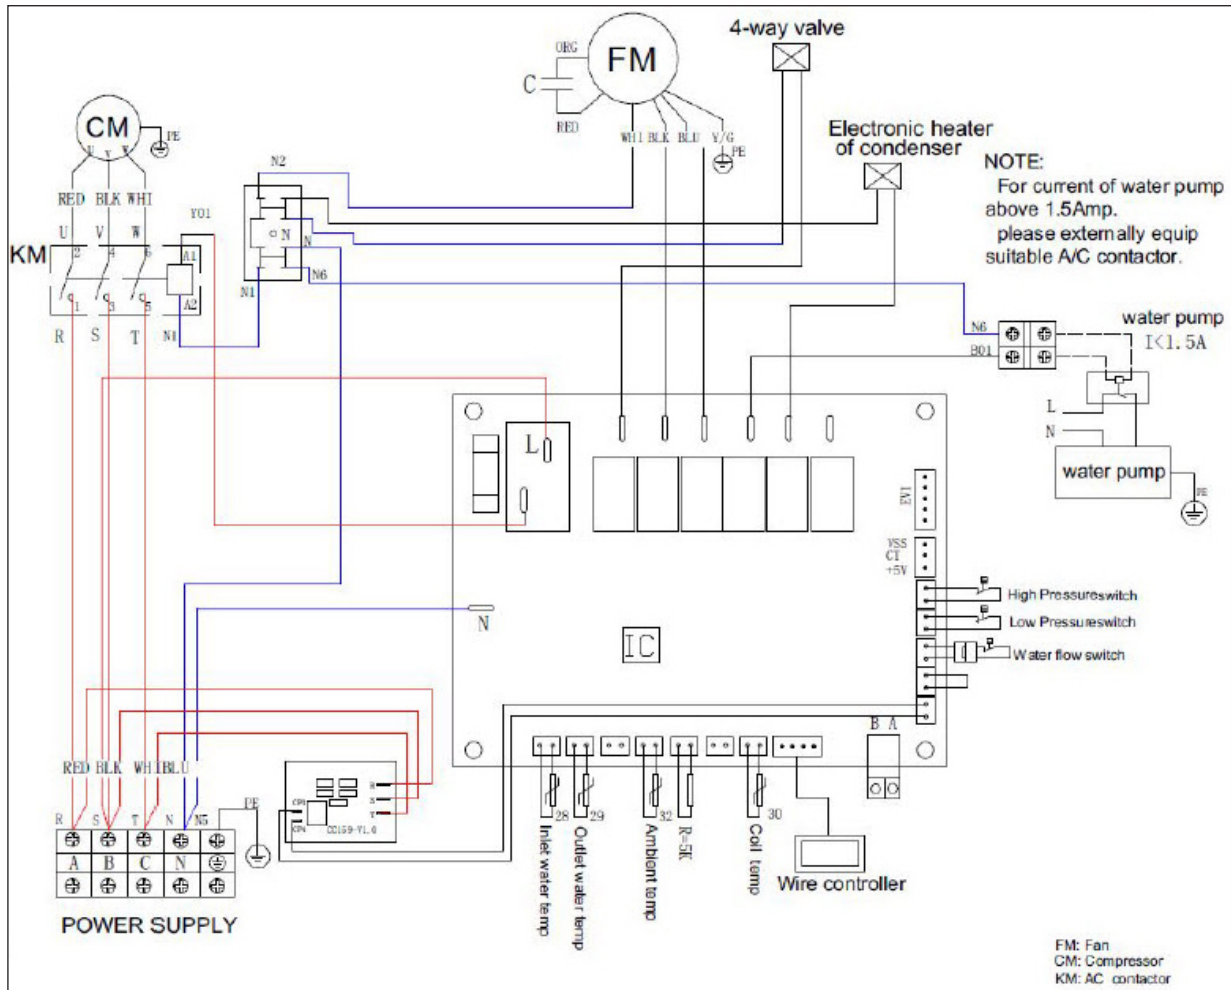 4-way valve
ORG
FM
C
RED
WHI BLK BLU Y/G
PE
CM
PE
U V W
Electronic heater
of condenser
NOTE:
For current of water pump
above 1.5Amp.
please externally equip
suitable A/C contactor.
RED BLK WHI
Y01
N2
U V W
KM
2 4 6
A1
N
N
N6
1 3 5
A2
N1
R S T
N1
N6
B01
water pump
I<1.5A
L
N
water pump
PE
L
VSS
CT
+5V
High Pressureswitch
Low Pressureswitch
Water flow switch
N
IC
B A
RED BLK WHI BLU
PE
R S T N N5
A B C N
POWER SUPPLY
R
S
T
CC159-V1.0
28
29
32
30
Inlet water temp
Outlet water temp
Ambient temp
R=5K
Coil temp
Wire controller
FM: Fan
CM: Compressor
KM: AC contactor